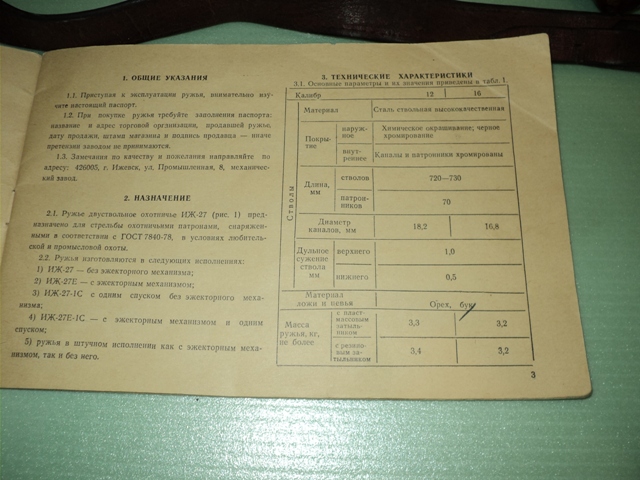 1. ОБЩИЕ УКАЗАНИЯ
1.1. Приступая к эксплуатации ружья, внимательно изу-
чите настоящий паспорт.
1.2. При покупке ружья требуйте заполнения паспорта:
название и адрес торговой организации, продавшей ружье,
дату продажи, штамп магазина и подпись продавца — иначе
претензии заводом не принимаются.
1.3. Замечания по качеству и пожелания направляйте по
адресу: 426005, г. Ижевск, ул. Промышленная, 8, механичес-
кий завод.
2. НАЗНАЧЕНИЕ
2.1. Ружье двуствольное охотничье ИЖ-27 (рис. 1) пред-
назначено для стрельбы охотничьими патронами, снаряжен-
ными в соответствии с ГОСТ 7840-78, в условиях любитель-
ской и промысловой охоты.
2.2. Ружья изготовляются в следующих исполнениях:
1) ИЖ-27 — без эжекторного механизма;
2) ИЖ-27Е — с эжекторным механизмом;
3) ИЖ-27-1С с одним спуском без эжекторного меха-
низма;
4) ИЖ-27Е-1С — с эжекторным механизмом и одним
спуском;
5) ружья в штучном исполнении как с эжекторным меха-
низмом, так и без него.
3. ТЕХНИЧЕСКИЕ ХАРАКТЕРИСТИКИ
3.1. Основные параметры и их значения приведены в табл. 1.
Калибр 12 16
Стволы
Материал Сталь ствольная высококачественная
Покры-
тие
наруж-
ное
Химическое окрашивание; черное
хромирование
внут-
реннее
Каналы и патронники хромированы
Длина,
мм
стволов 720—730
патрон-
ников
70
Диаметр
каналов, мм
18,2 16,8
Дульное
сужение
ствола
мм
верхнего 1,0
нижнего 0,5
Материал
ложи и цевья
Орех, бук
Масса
ружья, кг,
не более
с пласт-
массовым
затыль-
ником
3,3 3,2
с резино-
вым за-
тыльником
3,4 3,2
3